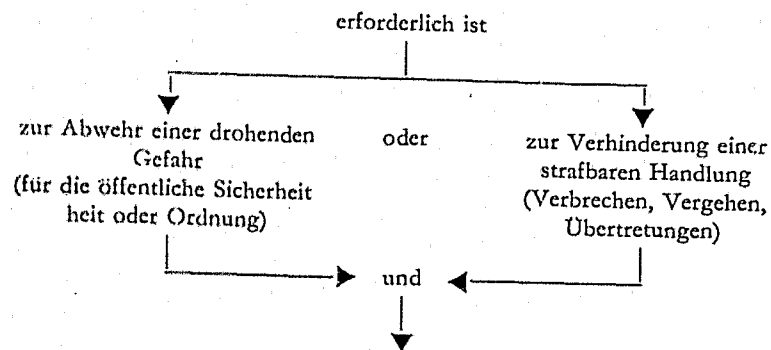 erforderlich ist
zur Abwehr einer drohenden
Gefahr
(für die öffentliche Sicherheit
heit oder Ordnung)
oder
zur Verhinderung einer
strafbaren Handlung
(Verbrechen, Vergehen,
Übertretungen)
und